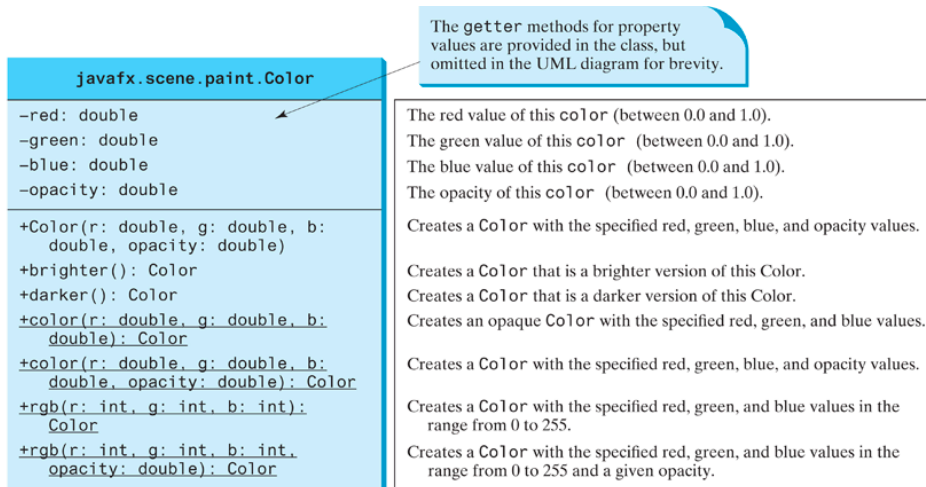 The getter methods for property
values are provided in the class, but
omitted in the UML diagram for brevity.
javafx.scene.paint.Color
–red: double
The red value of this color (between 0.0 and 1.0).
–green: double
The green value of this color (between 0.0 and 1.0).
–blue: double
The blue value of this color (between 0.0 and 1.0).
–opacity: double
The opacity of this color (between 0.0 and 1.0).
+Color(r: double, g: double, b:
double, opacity: double)
Creates a Color with the specified red, green, blue, and opacity values.
+brighter(): Color
Creates a Color that is a brighter version of this Color.
+darker(): Color
Creates a Color that is a darker version of this Color.
+color(r: double, g: double, b:
double): Color
Creates an opaque Color with the specified red, green, and blue values.
+color(r: double, g: double, b:
double, opacity: double): Color
Creates a Color with the specified red, green, blue, and opacity values.
+rgb(r: int, g: int, b: int):
Color
Creates a Color with the specified red, green, and blue values in the
range from 0 to 255.
+rgb(r: int, g: int, b: int,
opacity: double): Color
Creates a Color with the specified red, green, and blue values in the
range from 0 to 255 and a given opacity.